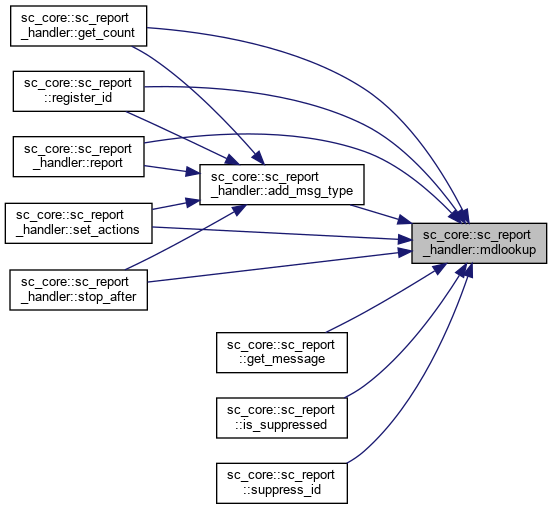 sc_core::sc_report
_handler::get_count
sc_core::sc_report
::register_id
sc_core::sc_report
_handler::report
sc_core::sc_report
_handler::add_msg_type
sc_core::sc_report
_handler::set_actions
sc_core::sc_report
_handler::mdlookup
sc_core::sc_report
_handler::stop_after
sc_core::sc_report
::get_message
sc_core::sc_report
::is_suppressed
sc_core::sc_report
::suppress_id